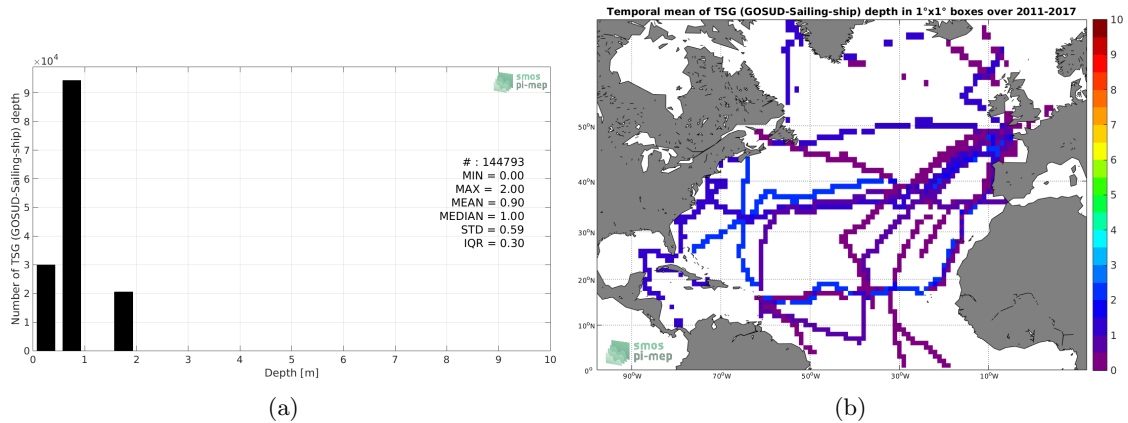 ×10⁴
Number of TSG (GOSUD-Sailing-ship) depth
9
8
7
6
5
4
3
2
1
0
smos
pi-mep
# : 144793
MIN = 0.00
MAX = 2.00
MEAN = 0.90
MEDIAN = 1.00
STD = 0.59
IQR = 0.30
0 1 2 3 4 5 6 7 8 9 10
Depth [m]
(a)
Temporal mean of TSG (GOSUD-Sailing-ship) depth in 1°x1° boxes over 2011-2017
50°N
40°N
30°N
20°N
10°N
0°
90°W 70°W 50°W 30°W 10°W
smos
pi-mep
10
9
8
7
6
5
4
3
2
1
0
(b)